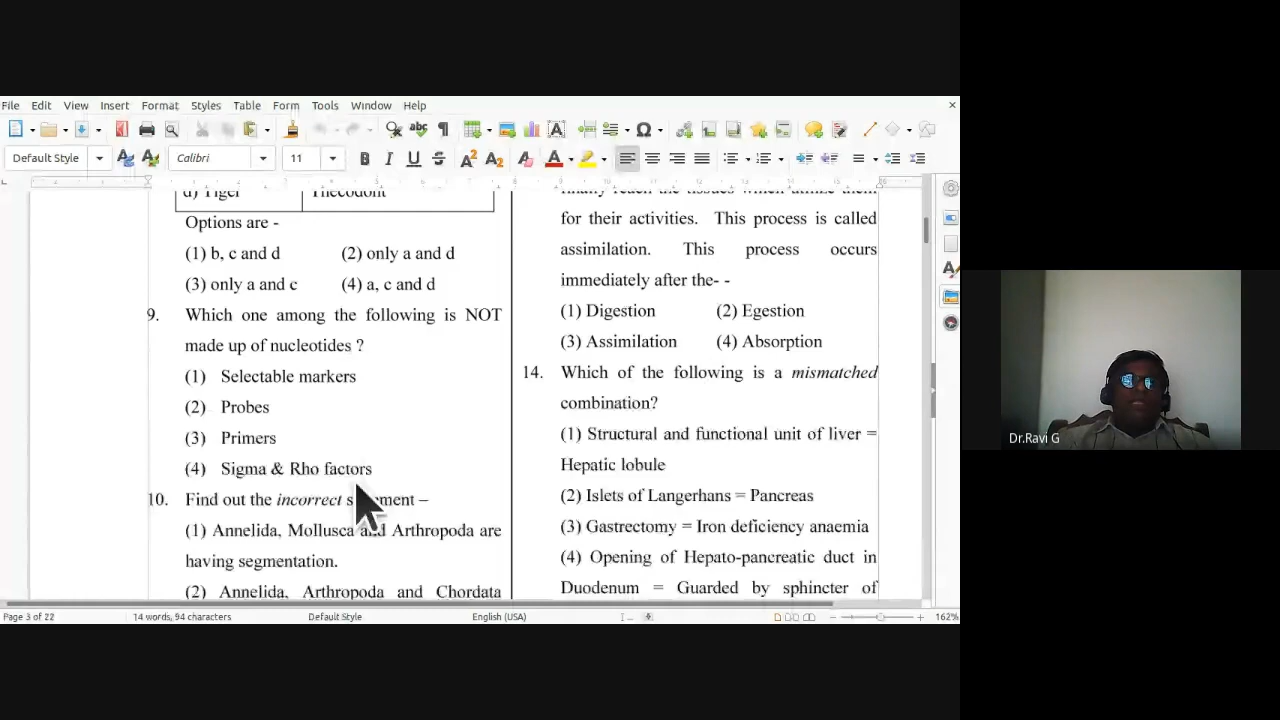 File Edit View Insert Format Styles Table Form Tools Window Help
Default Style Calibri 11
d) Tiger Thecodont
Options are -
(1) b, c and d (2) only a and d
(3) only a and c (4) a, c and d
9. Which one among the following is NOT
made up of nucleotides ?
(1) Selectable markers
(2) Probes
(3) Primers
(4) Sigma & Rho factors
10. Find out the incorrect –
(1) Annelida, Mollusca and Arthropoda are
having segmentation.
(2) Annelida, Arthropoda and Chordata
finally reach the tissues which utilize them
for their activities. This process is called
assimilation. This process occurs
immediately after the- -
(1) Digestion (2) Egestion
(3) Assimilation (4) Absorption
14. Which of the following is a mismatched
combination?
(1) Structural and functional unit of liver =
Hepatic lobule
(2) Islets of Langerhans = Pancreas
(3) Gastrectomy = Iron deficiency anaemia
(4) Opening of Hepato-pancreatic duct in
Duodenum = Guarded by sphincter of
Page 3 of 22 14 words, 94 characters Default Style English (USA) 162%
Dr.Ravi G